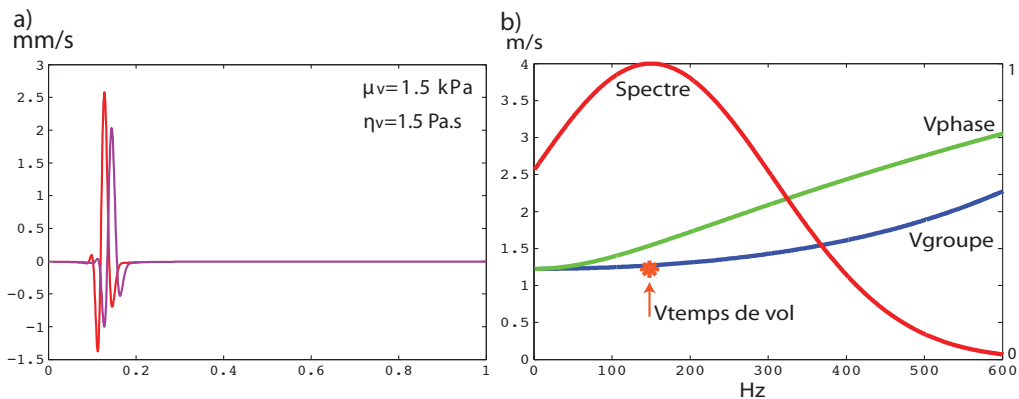 a)
mm/s
3
2.5
2
1.5
1
0.5
0
−0.5
−1
−1.5
0 0.2 0.4 0.6 0.8 1
μv=1.5 kPa
ηv=1.5 Pa.s
b)
m/s
4
3.5
3
2.5
2
1.5
1
0.5
0
0 100 200 300 400 500 600
Hz
1
0
Spectre
Vphase
Vgroupe
Vtemps de vol